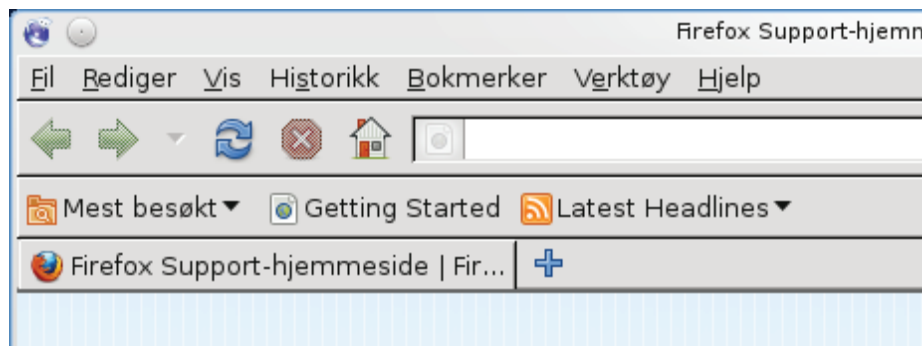 Firefox Support-hjemm
Fil Rediger Vis Historikk Bokmerker Verktøy Hjelp
Mest besøkt Getting Started Latest Headlines
Firefox Support-hjemmeside | Fir...